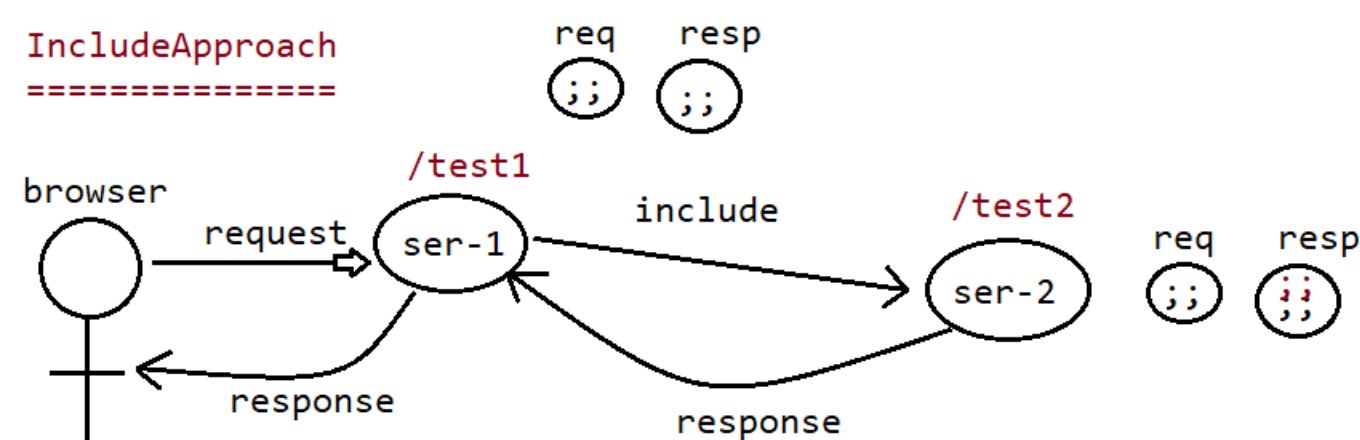 IncludeApproach
===============
req resp
;; ;;
/test1
browser
request
ser-1
include
/test2
ser-2
req resp
;; ;;
;;
response
response